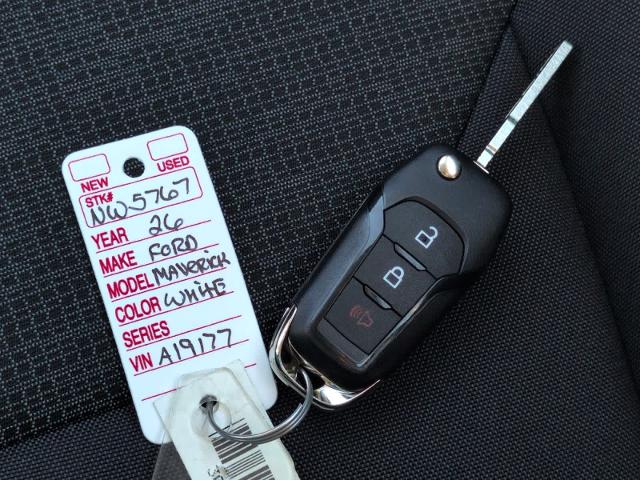 NEW USED
STK#
NW5767
YEAR 26
MAKE FORD
MODEL MAVERICK
COLOR WHITE
SERIES
VIN A19177